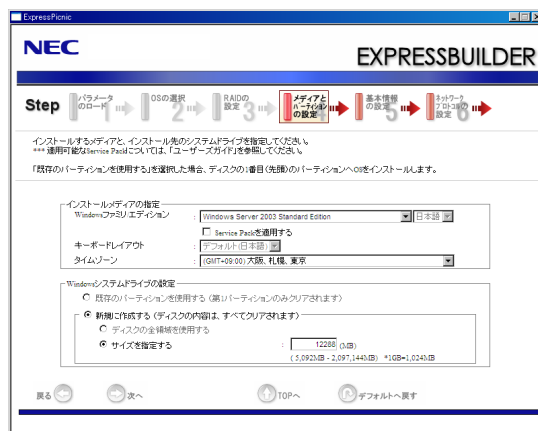 ExpressPicnic
NEC
EXPRESSBUILDER
Step
パラメータ
のロード 1
OSの選択
2
RAIDの
設定 3
メディアと
パーティション
の設定 4
基本情報
の設定 5
ネットワーク
プロトコルの
設定 6
インストールするメディアと、インストール先のシステムドライブを指定してください。
*** 適用可能なService Packについては、「ユーザーズガイド」を参照してください。
「既存のパーティションを使用する」を選択した場合、ディスクの1番目(先頭)のパーティションへOSをインストールします。
インストールメディアの指定
Windowsファミリ/エディション : Windows Server 2003 Standard Edition 日本語
Service Packを適用する
キーボードレイアウト : デフォルト(日本語)
タイムゾーン : (GMT+09:00) 大阪、札幌、東京
Windowsシステムドライブの設定
既存のパーティションを使用する (第1パーティションのみクリアされます)
新規に作成する (ディスクの内容は、すべてクリアされます)
ディスクの全領域を使用する
サイズを指定する : 12288 (MB)
( 5,092MB - 2,097,144MB) *1GB=1,024MB
戻る 次へ TOPへ デフォルトへ戻す